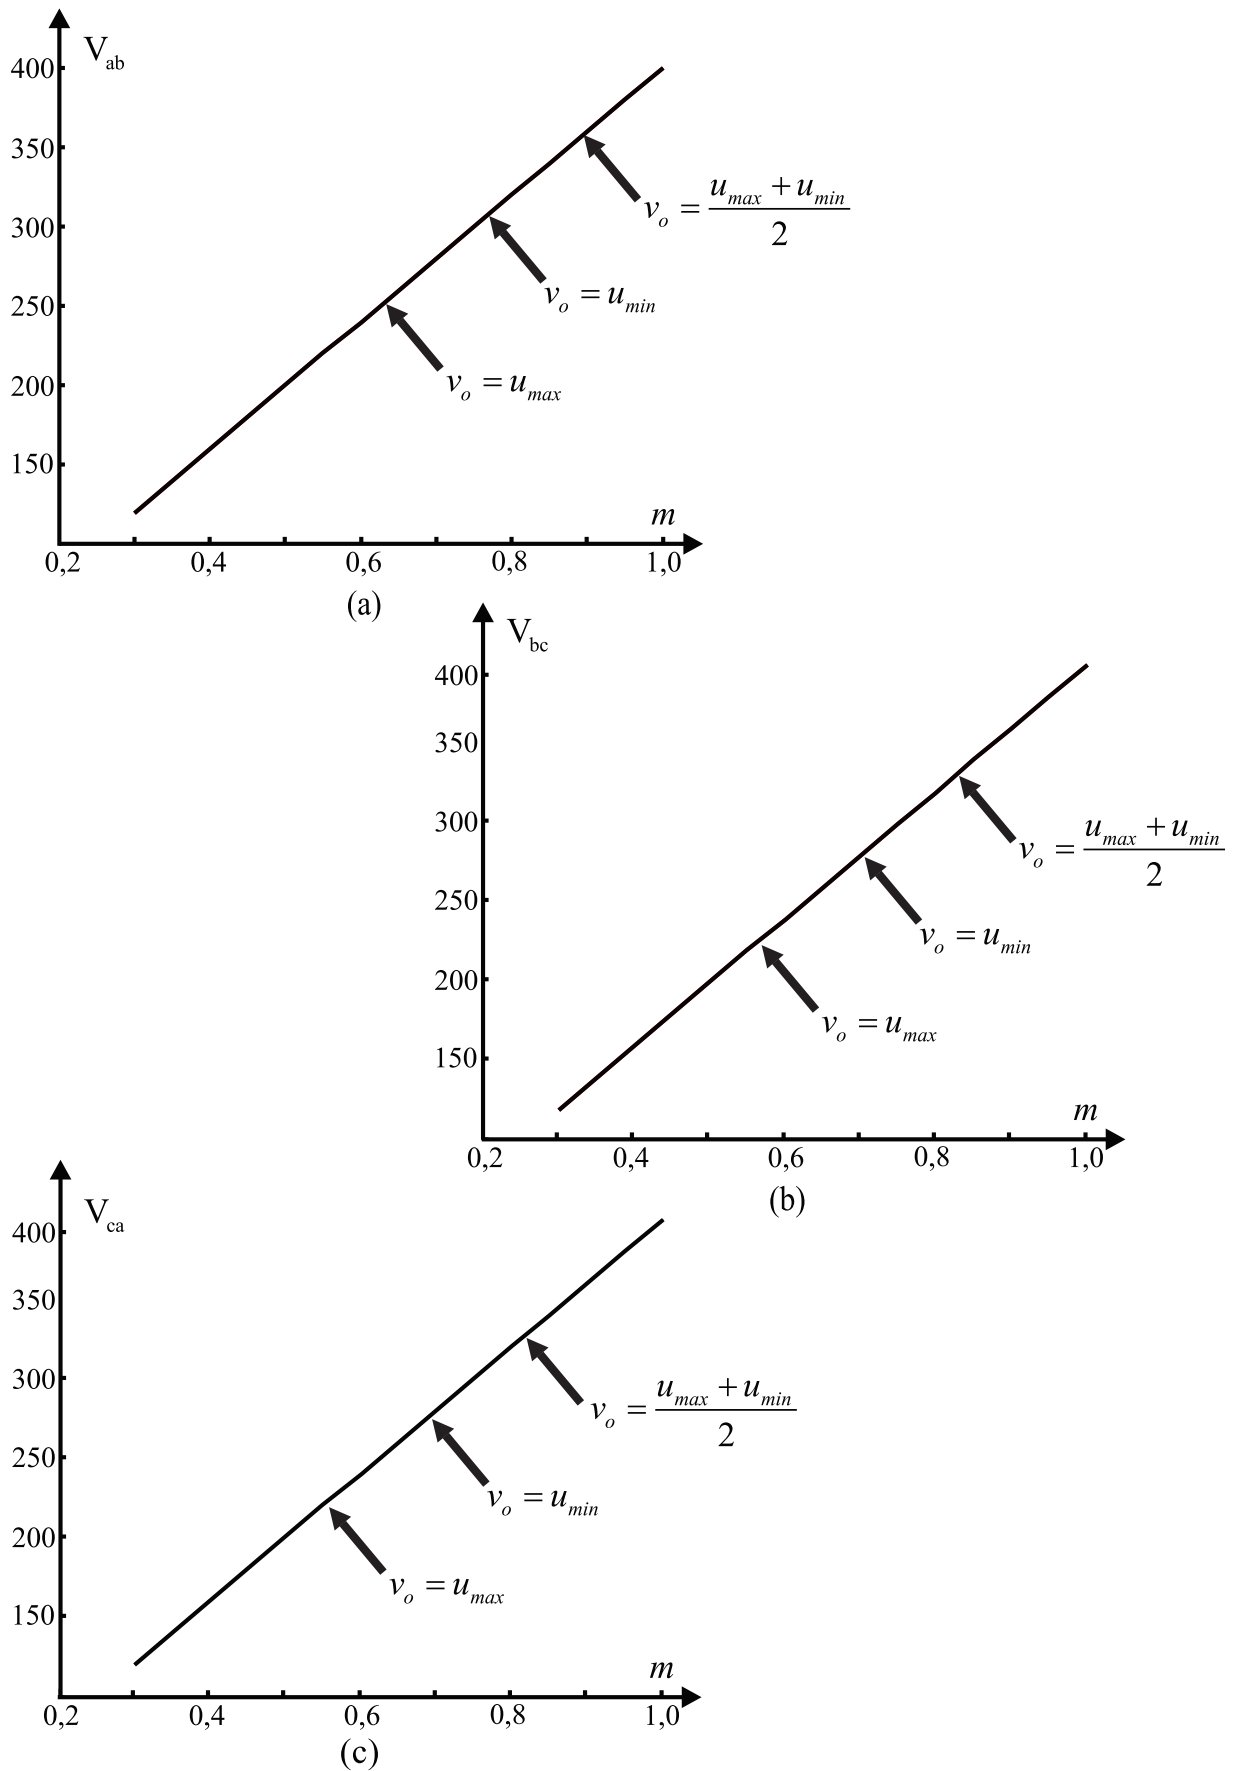 V_ab
400
350
v_o = (u_max + u_min)/2
300
v_o = u_min
250
v_o = u_max
200
150
m
0,2 0,4 0,6 0,8 1,0
(a)
V_bc
400
350
v_o = (u_max + u_min)/2
300
v_o = u_min
250
v_o = u_max
200
150
m
0,2 0,4 0,6 0,8 1,0
(b)
V_ca
400
350
v_o = (u_max + u_min)/2
300
v_o = u_min
250
v_o = u_max
200
150
m
0,2 0,4 0,6 0,8 1,0
(c)